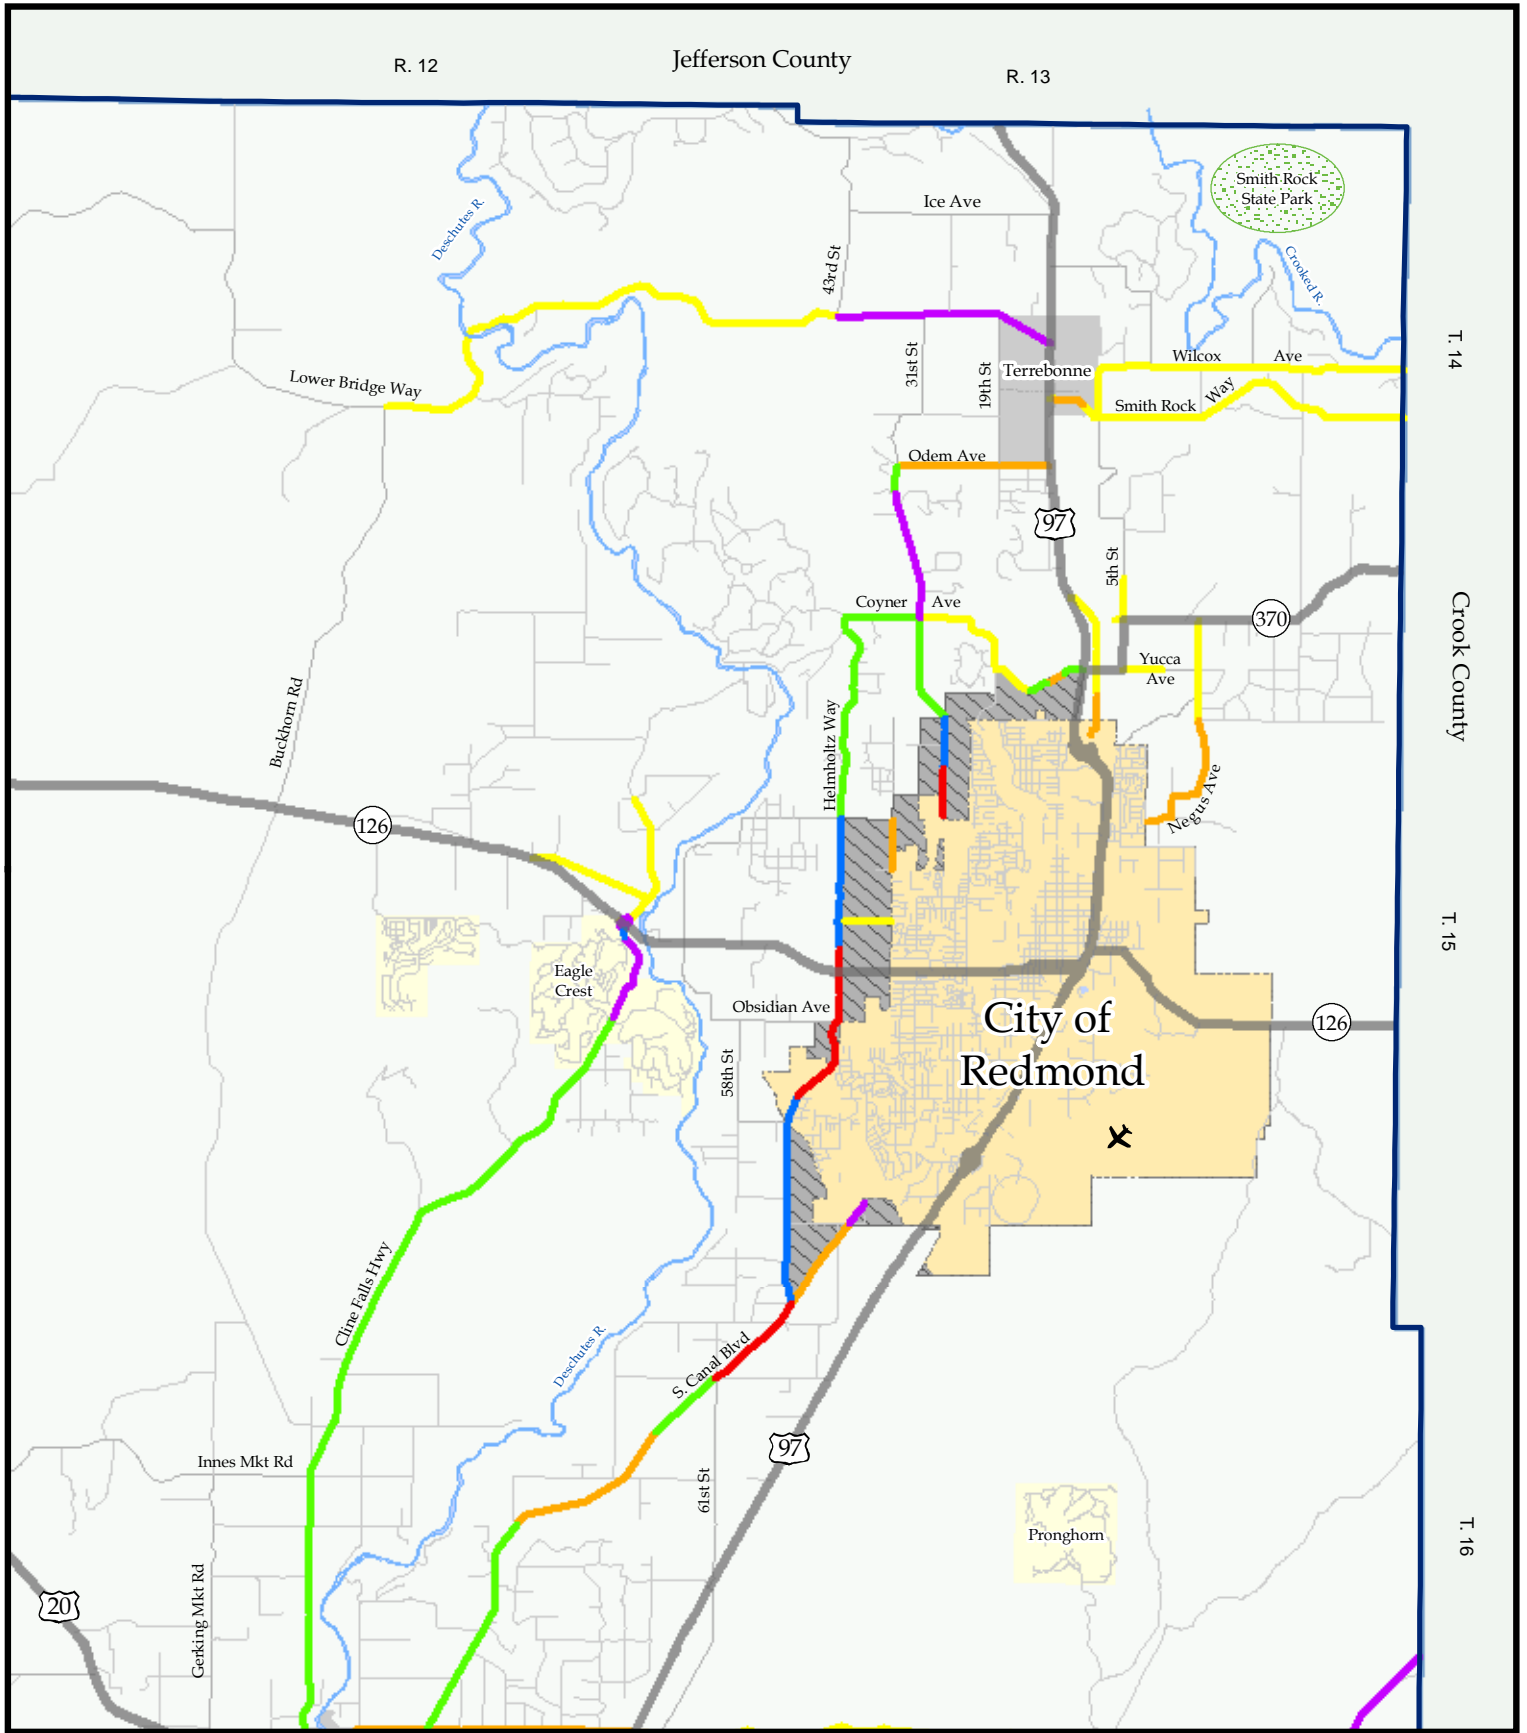 Jefferson County
R. 12
R. 13
Smith Rock
State Park
Ice Ave
Deschutes R.
43rd St
Crooked R.
T. 14
31st St
19th St
Terrebonne
Wilcox
Ave
Way
Lower Bridge Way
Smith Rock
Odem Ave
97
5th St
Coyner
Ave
370
Crook County
Yucca
Ave
Buckhorn Rd
Helmholtz Way
Negus Ave
126
T. 15
Eagle
Crest
Obsidian Ave
City of
Redmond
126
58th St
Cline Falls Hwy
Deschutes R.
S. Canal Blvd
97
Innes Mkt Rd
61st St
Pronghorn
T. 16
20
Gerking Mkt Rd